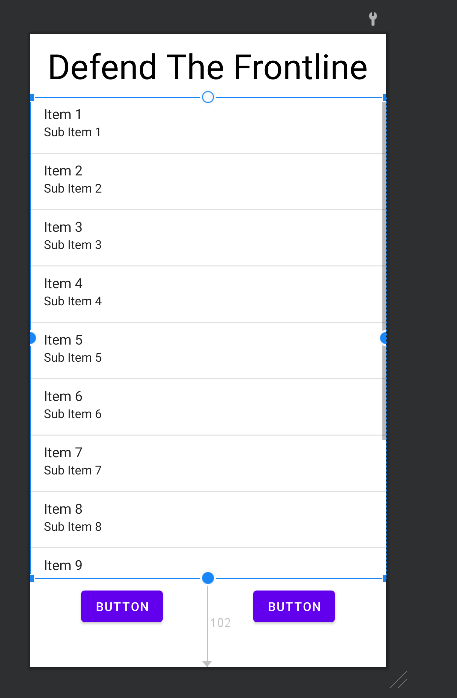 Defend The Frontline
Item 1
Sub Item 1
Item 2
Sub Item 2
Item 3
Sub Item 3
Item 4
Sub Item 4
Item 5
Sub Item 5
Item 6
Sub Item 6
Item 7
Sub Item 7
Item 8
Sub Item 8
Item 9
BUTTON BUTTON
102